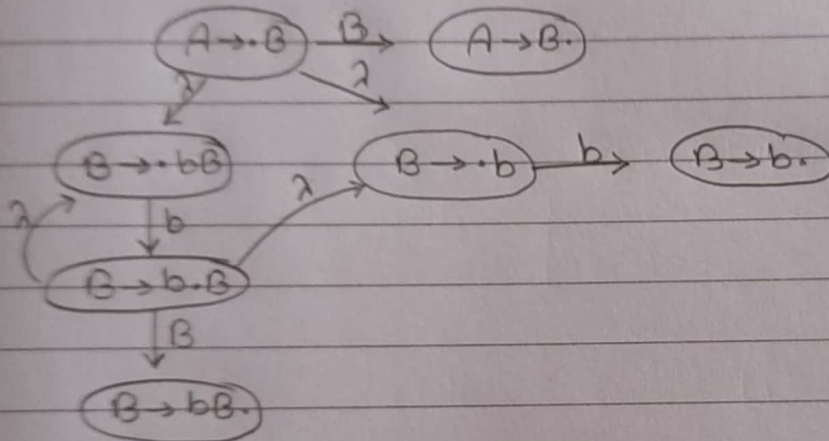 A→·B B A→B·
λ λ
B→·bB λ B→·b b B→b·
λ b
B→b·B
B
B→bB·